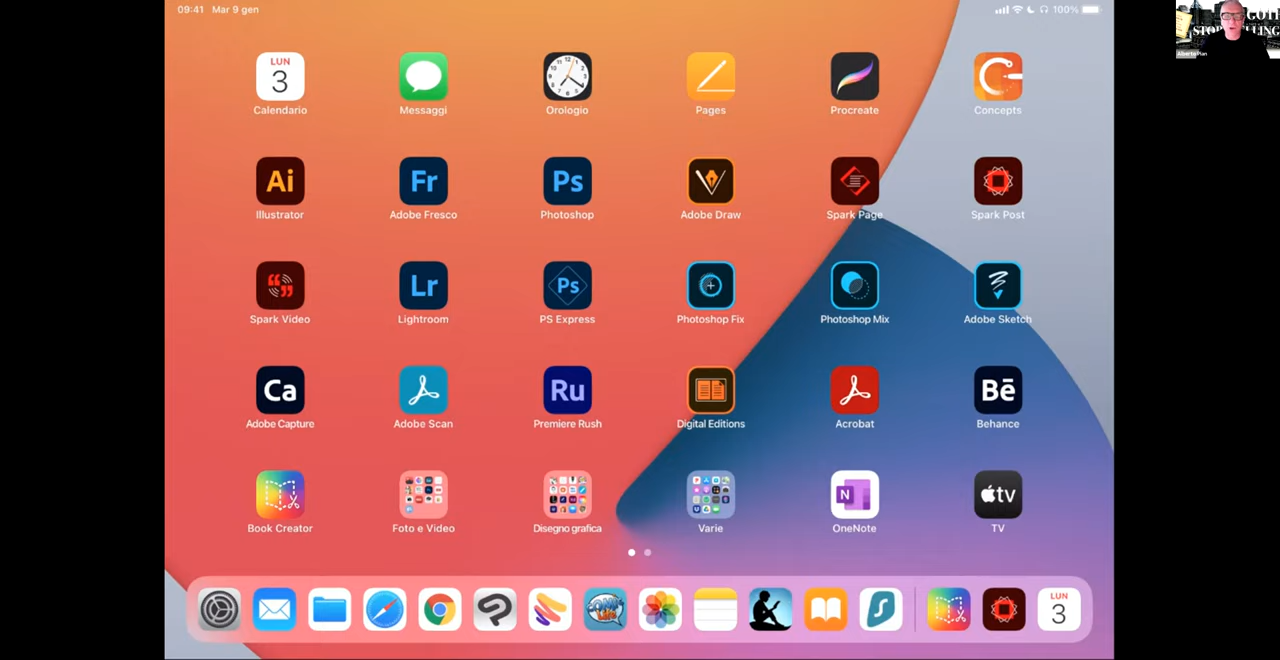 09:41 Mar 9 gen
100%
LUN
3
Calendario
Messaggi
Orologio
Pages
Procreate
Concepts
Ai
Fr
Ps
Illustrator
Adobe Fresco
Photoshop
Adobe Draw
Spark Page
Spark Post
Lr
Ps
Spark Video
Lightroom
PS Express
Photoshop Fix
Photoshop Mix
Adobe Sketch
Ca
Ru
Bē
Adobe Capture
Adobe Scan
Premiere Rush
Digital Editions
Acrobat
Behance
N
tv
Book Creator
Foto e Video
Disegno grafica
Varie
OneNote
TV
LUN
3